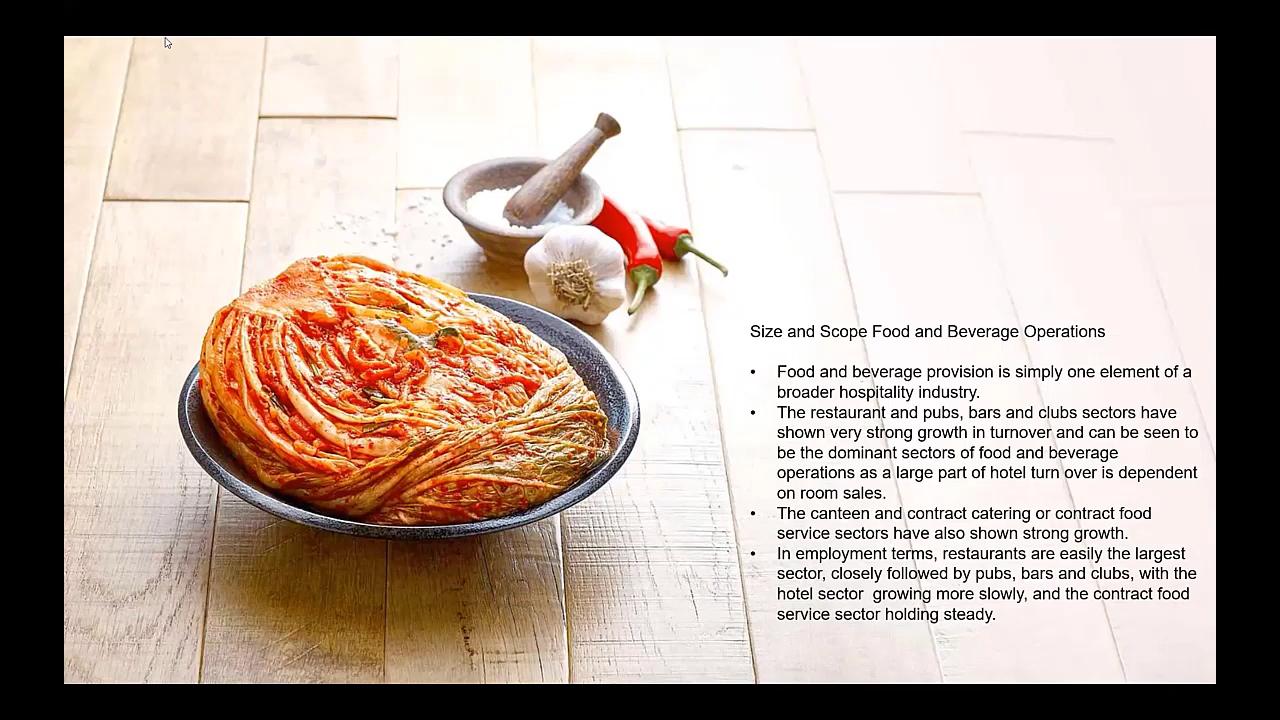 Size and Scope Food and Beverage Operations
• Food and beverage provision is simply one element of a
broader hospitality industry.
• The restaurant and pubs, bars and clubs sectors have
shown very strong growth in turnover and can be seen to
be the dominant sectors of food and beverage
operations as a large part of hotel turn over is dependent
on room sales.
• The canteen and contract catering or contract food
service sectors have also shown strong growth.
• In employment terms, restaurants are easily the largest
sector, closely followed by pubs, bars and clubs, with the
hotel sector  growing more slowly, and the contract food
service sector holding steady.